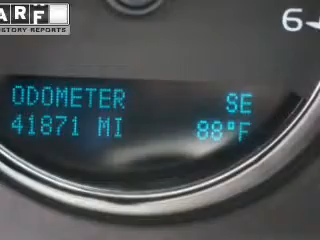 ARF
STORY REPORTS
6
ODOMETER SE
41871 MI 88°F